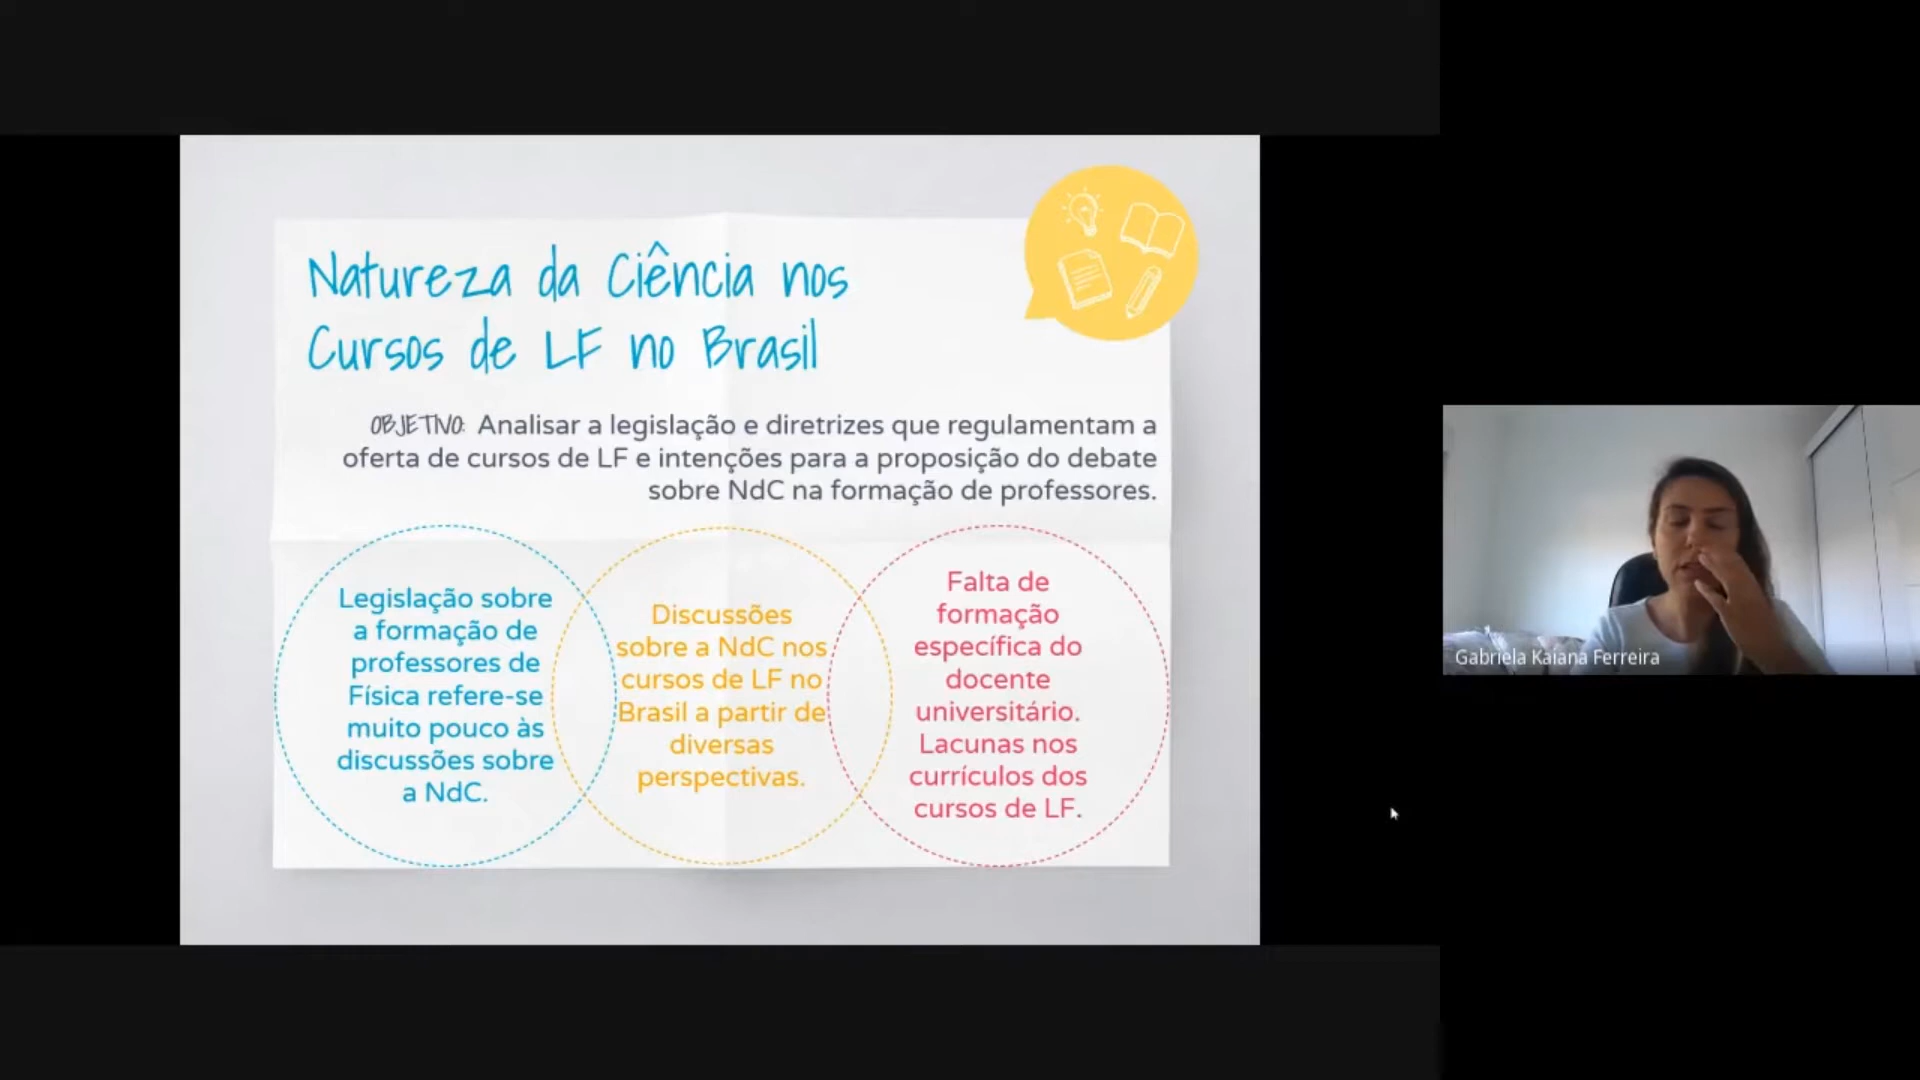 Natureza da Ciência nos
Cursos de LF no Brasil
OBJETIVO: Analisar a legislação e diretrizes que regulamentam a
oferta de cursos de LF e intenções para a proposição do debate
sobre NdC na formação de professores.
Legislação sobre
a formação de
professores de
Física refere-se
muito pouco às
discussões sobre
a NdC.
Discussões
sobre a NdC nos
cursos de LF no
Brasil a partir de
diversas
perspectivas.
Falta de
formação
específica do
docente
universitário.
Lacunas nos
currículos dos
cursos de LF.
Gabriela Kaiana Ferreira